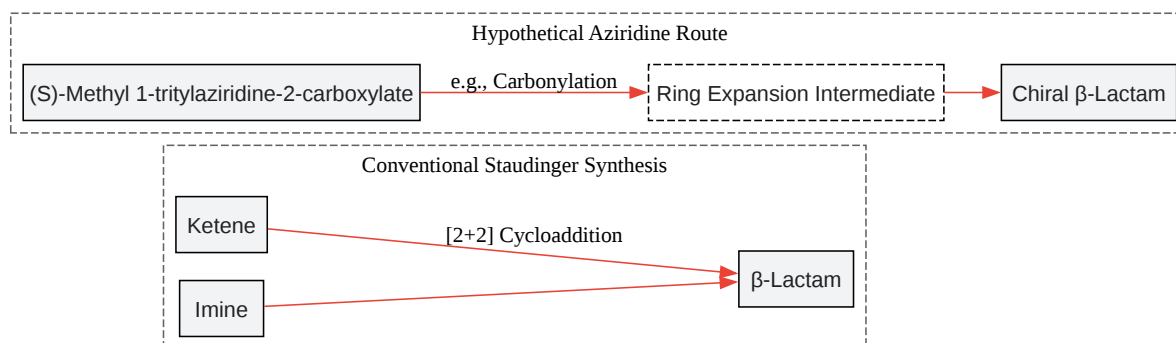 Hypothetical Aziridine Route
(S)-Methyl 1-tritylaziridine-2-carboxylate
e.g., Carbonylation
Ring Expansion Intermediate
Chiral β-Lactam
Conventional Staudinger Synthesis
Ketene
[2+2] Cycloaddition
Imine
β-Lactam